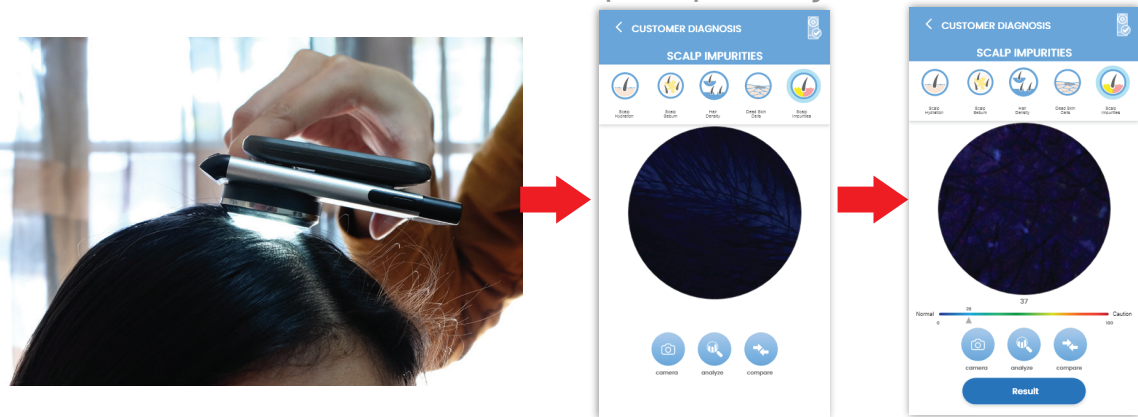 CUSTOMER DIAGNOSIS
SCALP IMPURITIES
Scalp Hydration
Scalp Sebum
Hair Density
Dead Skin Cells
Scalp Impurities
camera
analyze
compare
CUSTOMER DIAGNOSIS
SCALP IMPURITIES
Scalp Hydration
Scalp Sebum
Hair Density
Dead Skin Cells
Scalp Impurities
37
Normal
28
Caution
0
100
camera
analyze
compare
Result